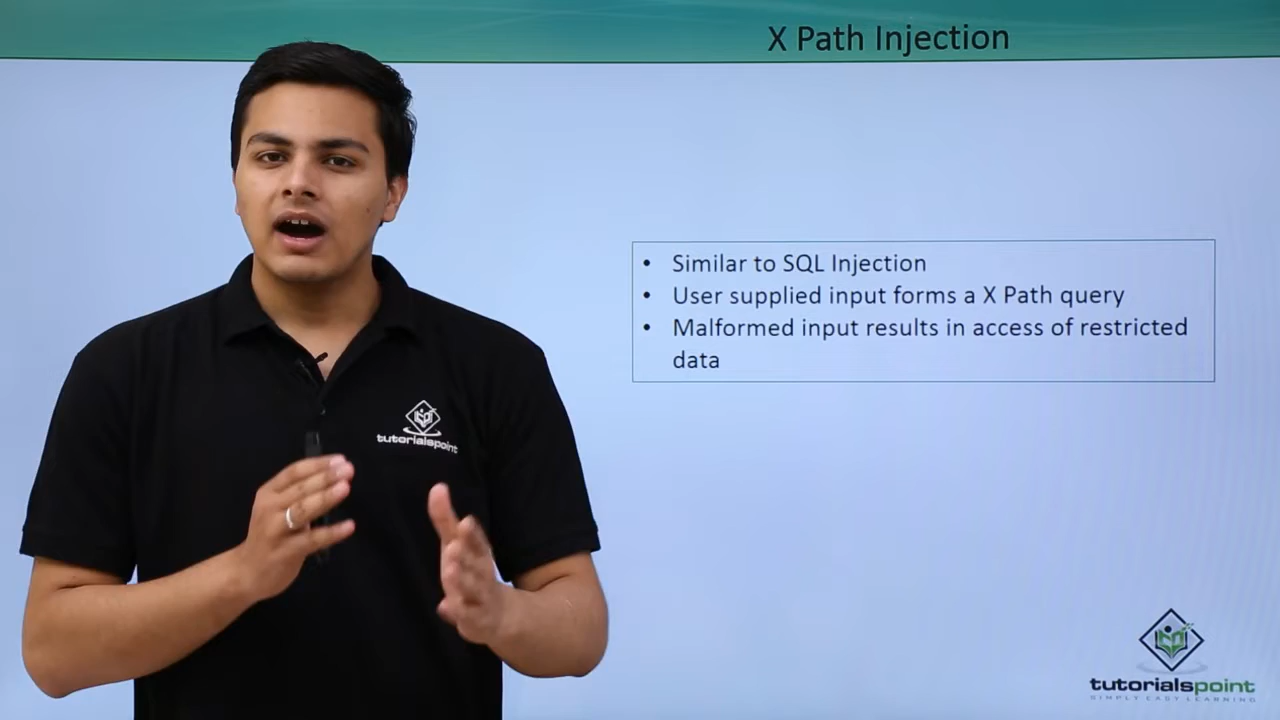 X Path Injection
• Similar to SQL Injection
• User supplied input forms a X Path query
• Malformed input results in access of restricted
data
tutorialspoint
tutorialspoint
SIMPLY EASY LEARNING